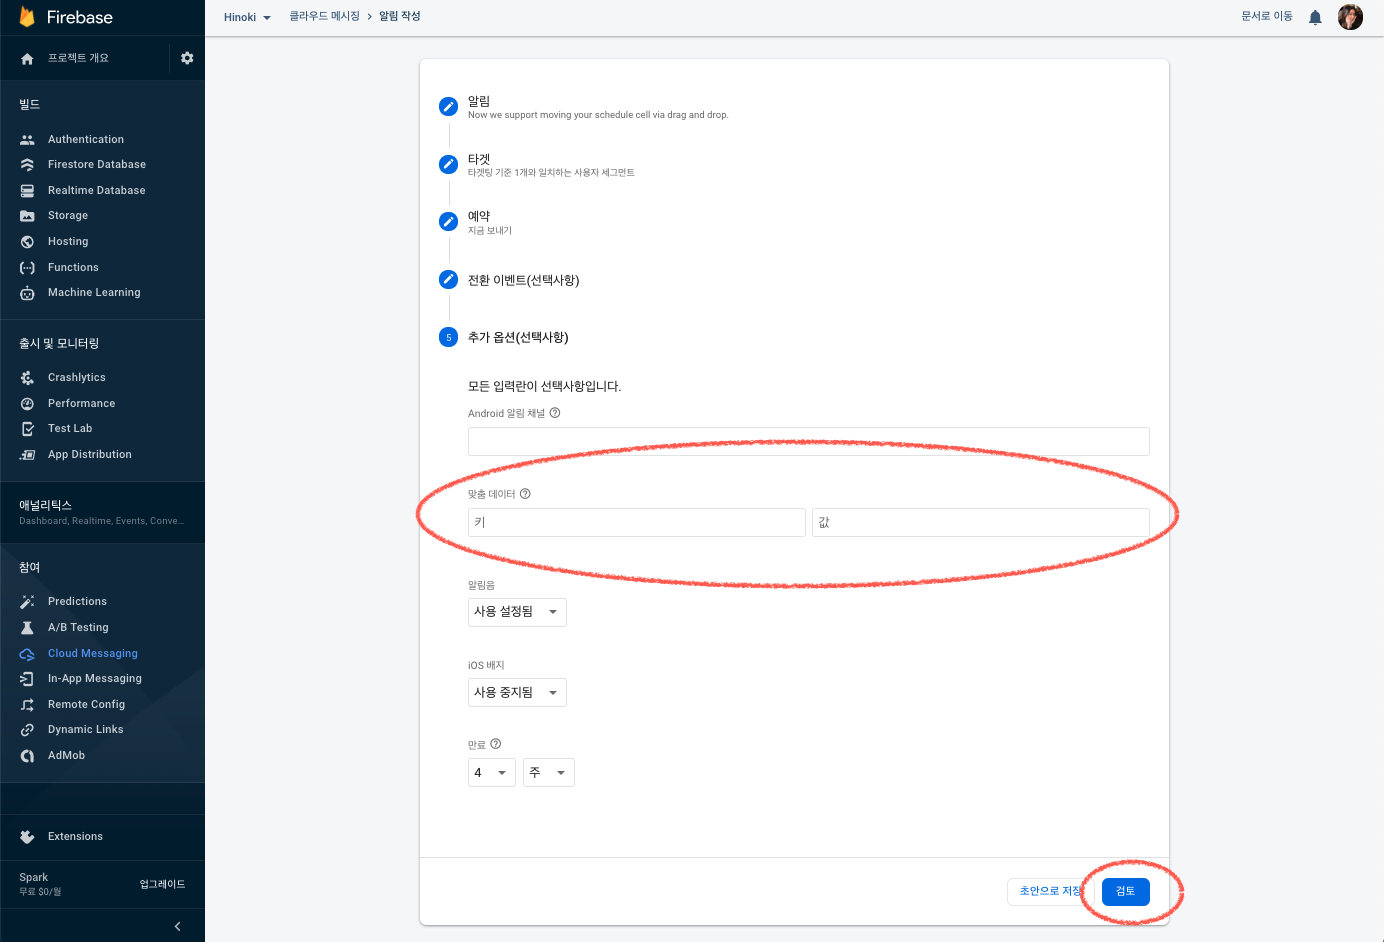 Firebase
프로젝트 개요
빌드
Authentication
Firestore Database
Realtime Database
Storage
Hosting
Functions
Machine Learning
출시 및 모니터링
Crashlytics
Performance
Test Lab
App Distribution
애널리틱스
Dashboard, Realtime, Events, Conve...
참여
Predictions
A/B Testing
Cloud Messaging
In-App Messaging
Remote Config
Dynamic Links
AdMob
Extensions
Spark
무료 $0/월
업그레이드
Hinoki
클라우드 메시징 > 알림 작성
문서로 이동
알림
Now we support moving your schedule cell via drag and drop.
타겟
타겟팅 기준 1개와 일치하는 사용자 세그먼트
예약
지금 보내기
전환 이벤트(선택사항)
5 추가 옵션(선택사항)
모든 입력란이 선택사항입니다.
Android 알림 채널
맞춤 데이터
키
값
알림음
사용 설정됨
iOS 배지
사용 중지됨
만료
4 주
초안으로 저장
검토